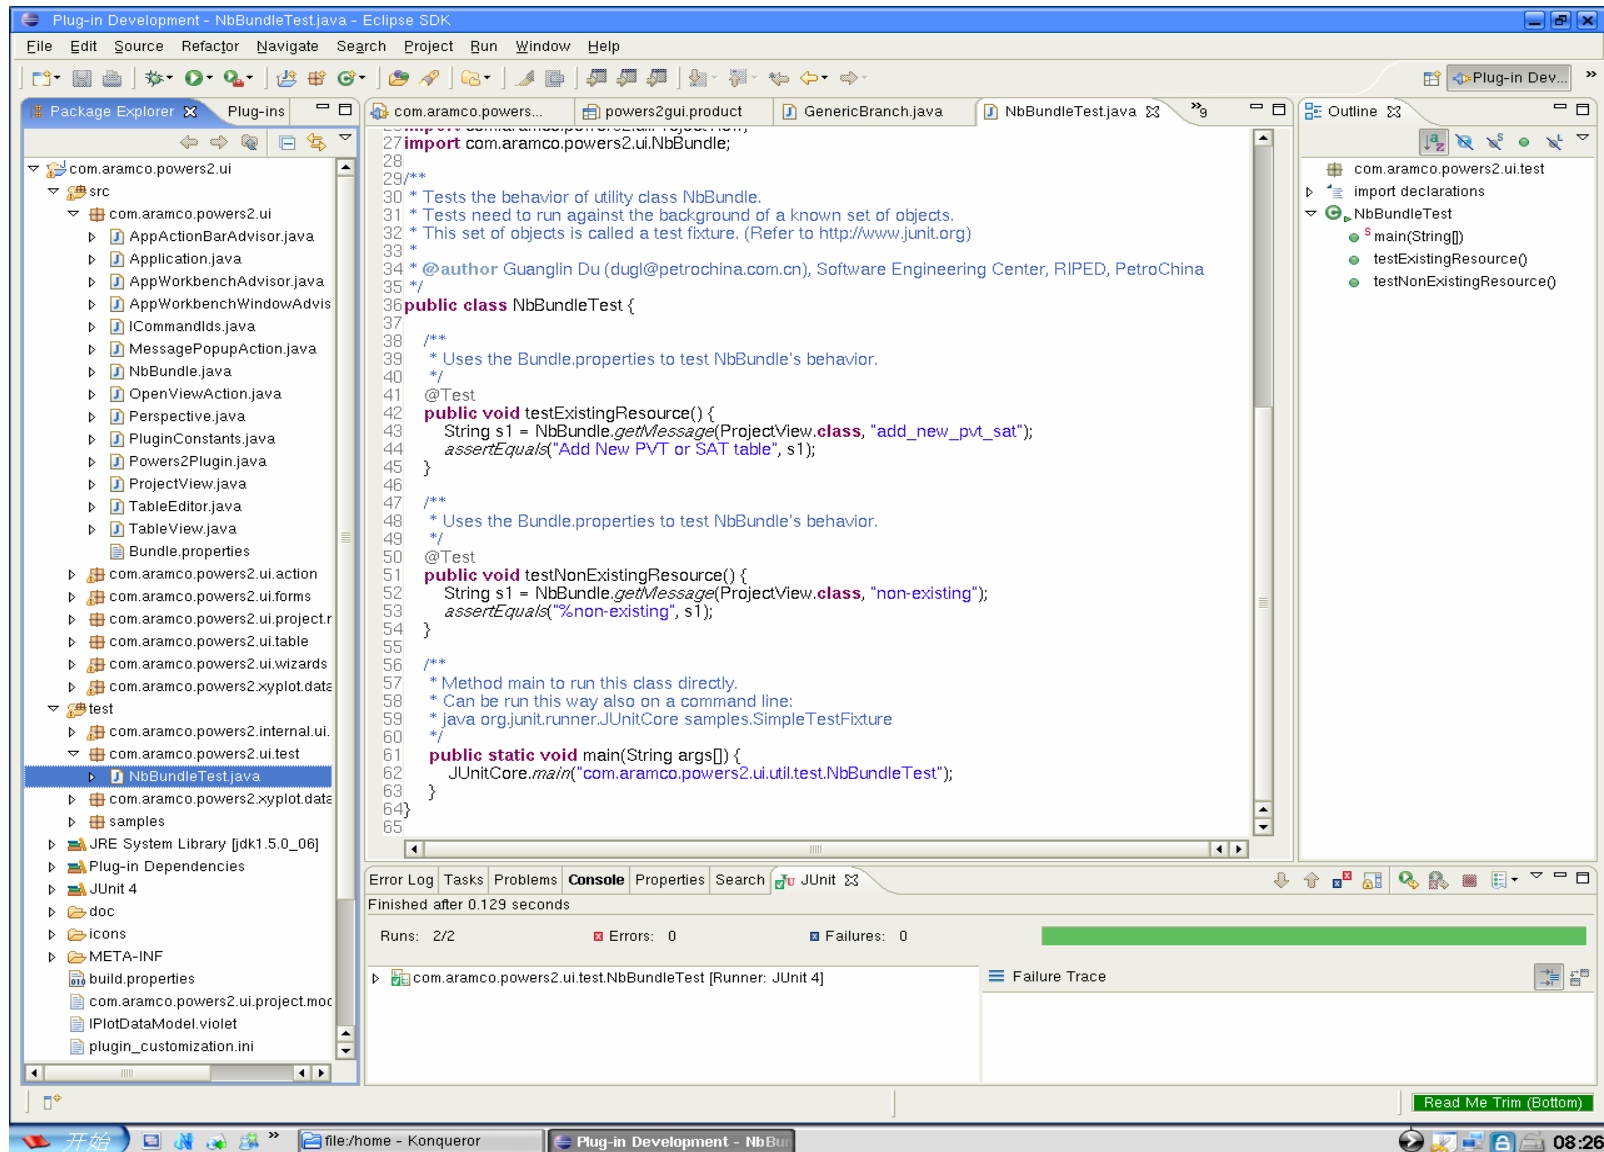 Plug-in Development - NbBundleTest.java - Eclipse SDK
File Edit Source Refactor Navigate Search Project Run Window Help
Plug-in Dev... »
Package Explorer Plug-ins
com.aramco.powers2.ui
src
com.aramco.powers2.ui
AppActionBarAdvisor.java
Application.java
AppWorkbenchAdvisor.java
AppWorkbenchWindowAdvis
ICommandIds.java
MessagePopupAction.java
NbBundle.java
OpenViewAction.java
Perspective.java
PluginConstants.java
Powers2Plugin.java
ProjectView.java
TableEditor.java
TableView.java
Bundle.properties
com.aramco.powers2.ui.action
com.aramco.powers2.ui.forms
com.aramco.powers2.ui.project.r
com.aramco.powers2.ui.table
com.aramco.powers2.ui.wizards
com.aramco.powers2.xyplot.data
test
com.aramco.powers2.internal.ui.
com.aramco.powers2.ui.test
NbBundleTest.java
com.aramco.powers2.xyplot.data
samples
JRE System Library [jdk1.5.0_06]
Plug-in Dependencies
JUnit 4
doc
icons
META-INF
build.properties
com.aramco.powers2.ui.project.moc
IPlotDataModel.violet
plugin_customization.ini
com.aramco.powers... powers2gui.product GenericBranch.java NbBundleTest.java »9
27 import com.aramco.powers2.ui.NbBundle;
28
29 /**
30 * Tests the behavior of utility class NbBundle.
31 * Tests need to run against the background of a known set of objects.
32 * This set of objects is called a test fixture. (Refer to http://www.junit.org)
33 *
34 * @author Guanglin Du (dugl@petrochina.com.cn), Software Engineering Center, RIPED, PetroChina
35 */
36 public class NbBundleTest {
37
38 /**
39 * Uses the Bundle.properties to test NbBundle's behavior.
40 */
41 @Test
42 public void testExistingResource() {
43 String s1 = NbBundle.getMessage(ProjectView.class, "add_new_pvt_sat");
44 assertEquals("Add New PVT or SAT table", s1);
45 }
46
47 /**
48 * Uses the Bundle.properties to test NbBundle's behavior.
49 */
50 @Test
51 public void testNonExistingResource() {
52 String s1 = NbBundle.getMessage(ProjectView.class, "non-existing");
53 assertEquals("%non-existing", s1);
54 }
55
56 /**
57 * Method main to run this class directly.
58 * Can be run this way also on a command line:
59 * java org.junit.runner.JUnitCore samples.SimpleTestFixture
60 */
61 public static void main(String args[]) {
62 JUnitCore.main("com.aramco.powers2.ui.util.test.NbBundleTest");
63 }
64 }
65
Outline
com.aramco.powers2.ui.test
import declarations
NbBundleTest
S main(String[])
testExistingResource()
testNonExistingResource()
Error Log Tasks Problems Console Properties Search JUnit
Finished after 0.129 seconds
Runs: 2/2 Errors: 0 Failures: 0
com.aramco.powers2.ui.test.NbBundleTest [Runner: JUnit 4]
Failure Trace
Read Me Trim (Bottom)
开始 » file:/home - Konqueror Plug-in Development - NbBun 08:26